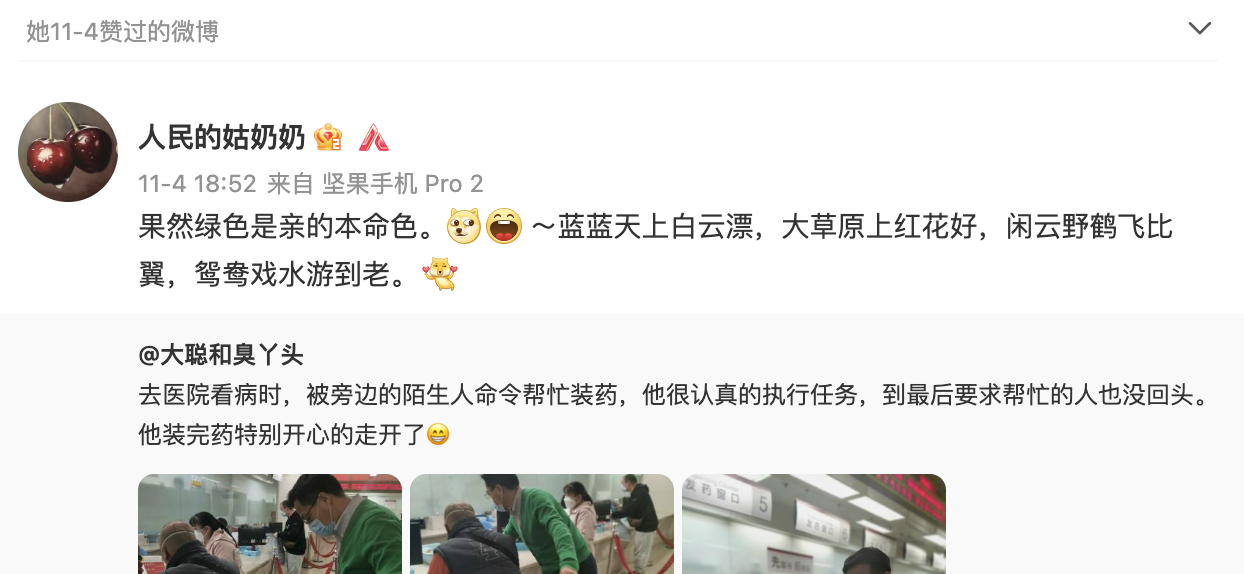 她11-4赞过的微博
人民的姑奶奶
11-4 18:52 来自 坚果手机 Pro 2
果然绿色是亲的本命色。～蓝蓝天上白云漂，大草原上红花好，闲云野鹤飞比
翼，鸳鸯戏水游到老。
@大聪和臭丫头
去医院看病时，被旁边的陌生人命令帮忙装药，他很认真的执行任务，到最后要求帮忙的人也没回头。
他装完药特别开心的走开了
发药窗口 5